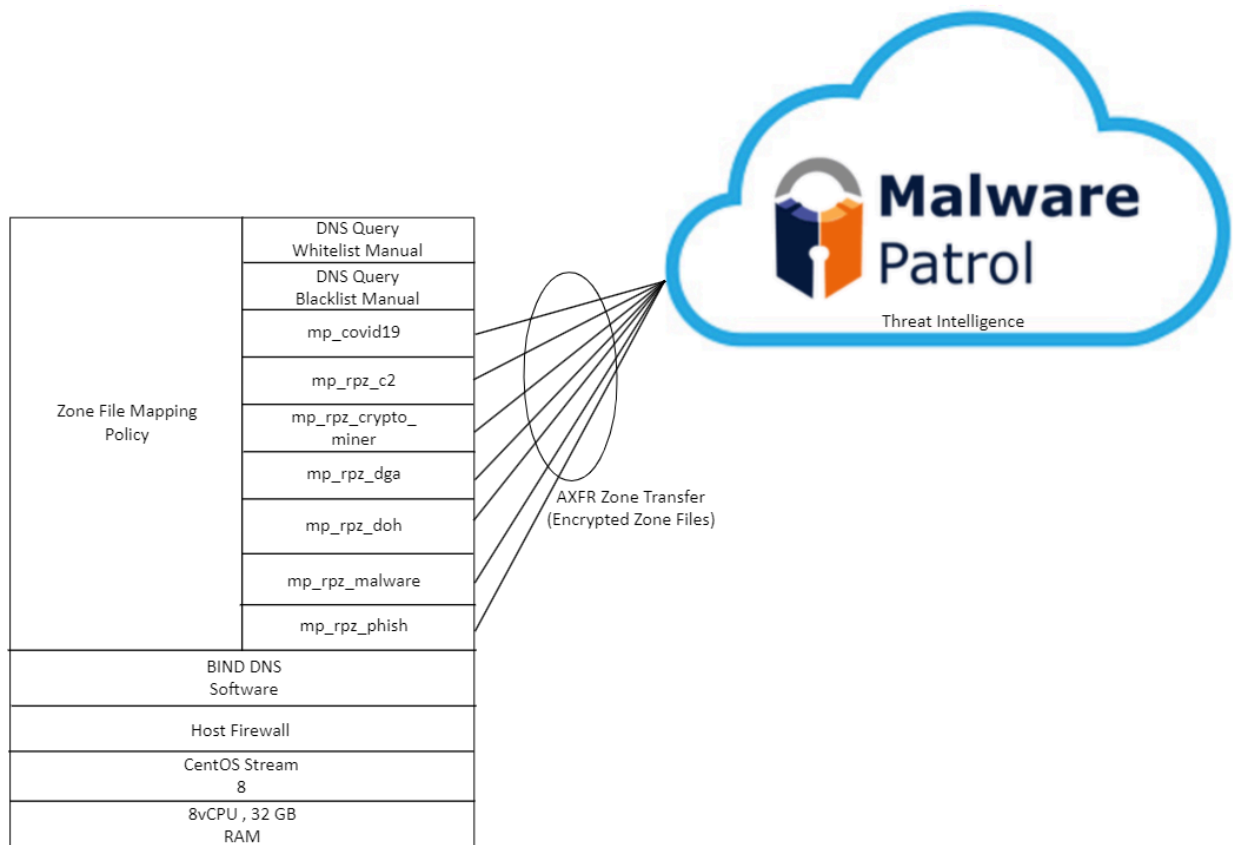 Malware
Patrol
Threat Intelligence
DNS Query
Whitelist Manual
DNS Query
Blacklist Manual
mp_covid19
mp_rpz_c2
mp_rpz_crypto_
miner
mp_rpz_dga
mp_rpz_doh
mp_rpz_malware
mp_rpz_phish
Zone File Mapping
Policy
AXFR Zone Transfer
(Encrypted Zone Files)
BIND DNS
Software
Host Firewall
CentOS Stream
8
8vCPU , 32 GB
RAM